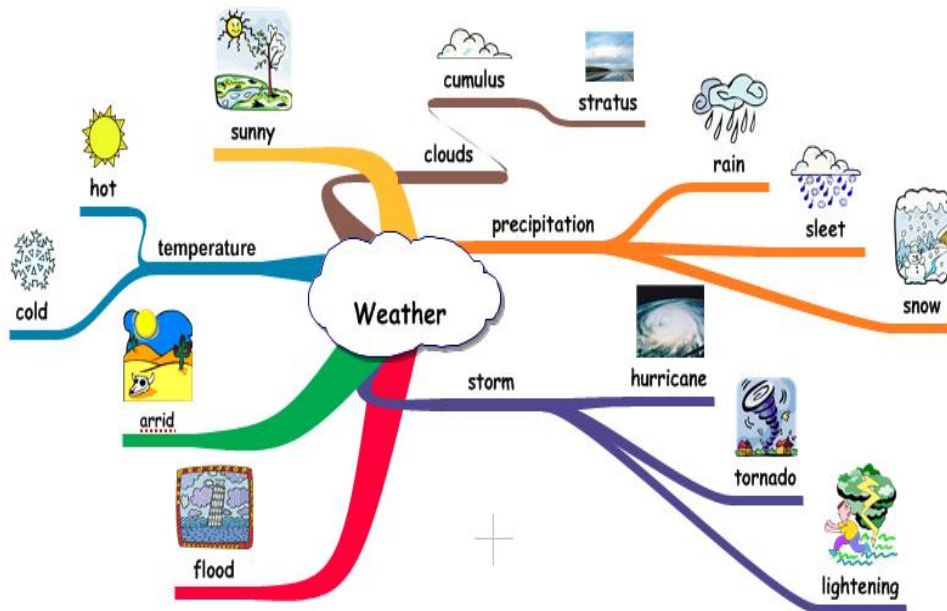 cumulus
stratus
sunny
clouds
rain
hot
precipitation
sleet
temperature
cold
Weather
snow
storm
hurricane
arrid
tornado
flood
lightening